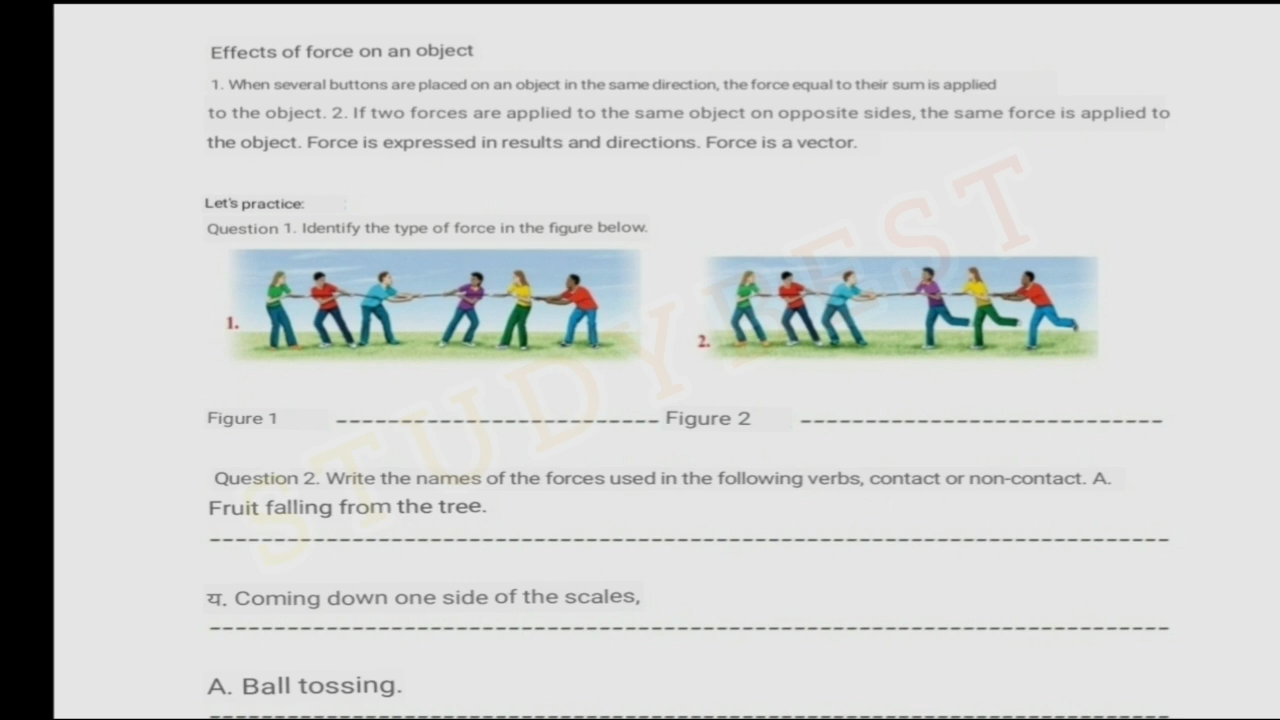 Effects of force on an object
1. When several buttons are placed on an object in the same direction, the force equal to their sum is applied
to the object. 2. If two forces are applied to the same object on opposite sides, the same force is applied to
the object. Force is expressed in results and directions. Force is a vector.
Let's practice:
Question 1. Identify the type of force in the figure below.
1.
2.
Figure 1 ------------------------- Figure 2 ----------------------------
Question 2. Write the names of the forces used in the following verbs, contact or non-contact. A.
Fruit falling from the tree.
--------------------------------------------------------------------------
य. Coming down one side of the scales,
--------------------------------------------------------------------------
A. Ball tossing.
--------------------------------------------------------------------------
STUDYBEST